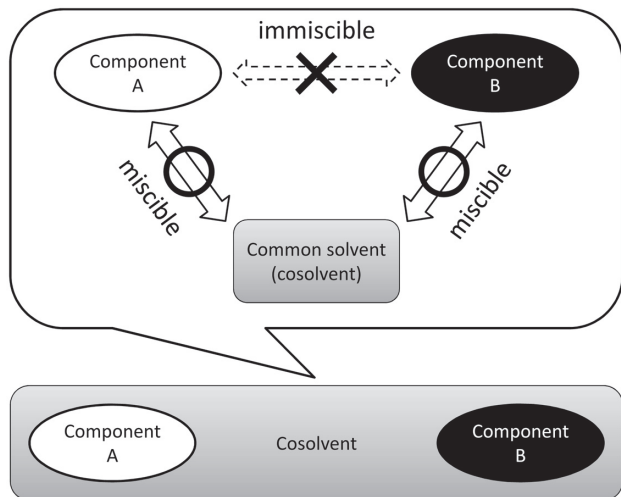 immiscible
Component
A
Component
B
miscible
miscible
Common solvent
(cosolvent)
Component
A
Cosolvent
Component
B